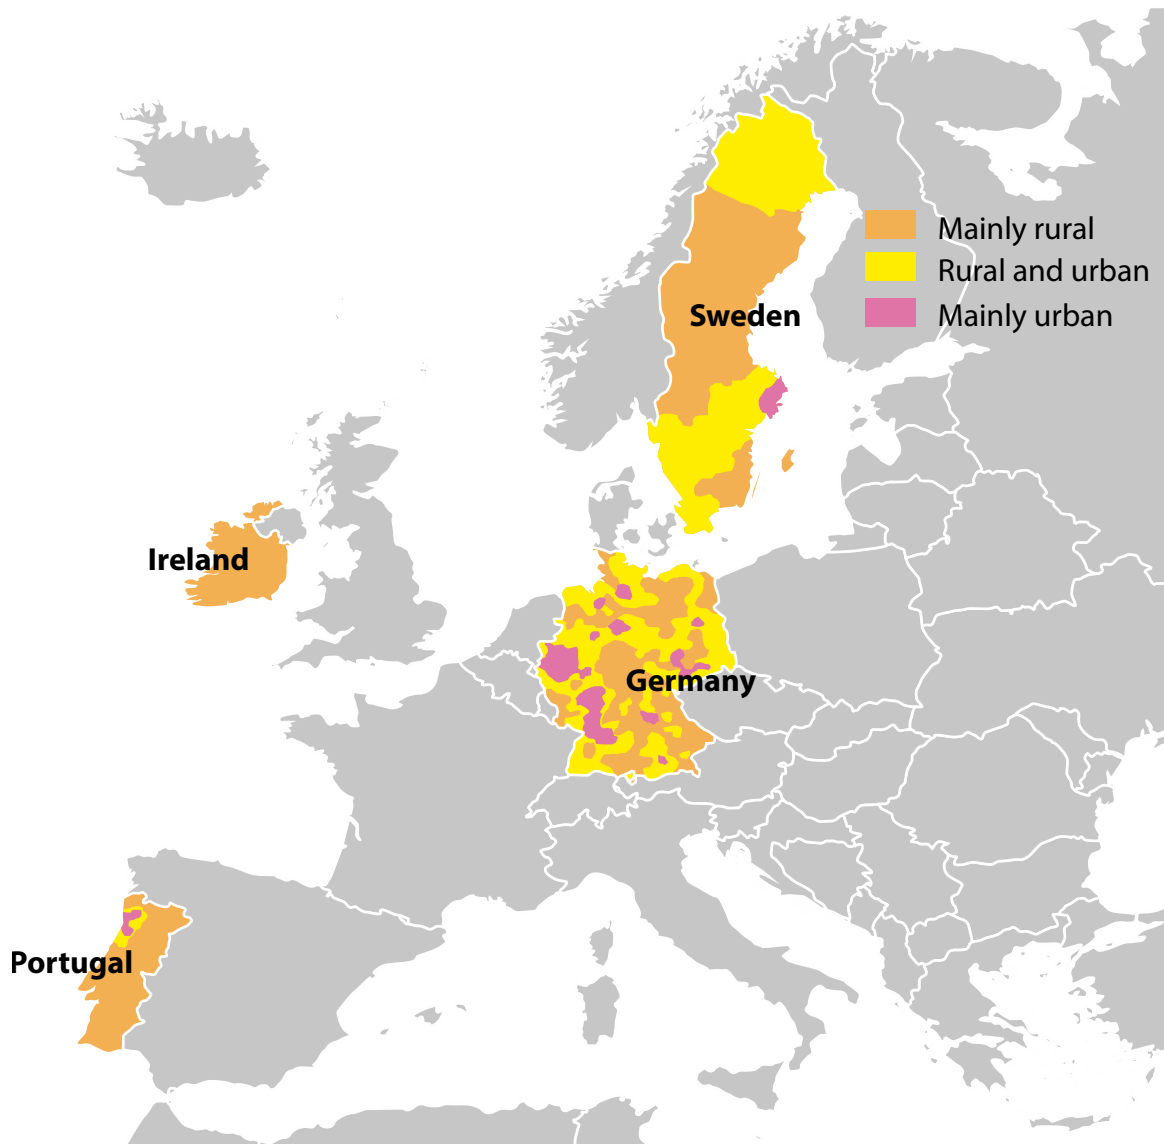 Mainly rural
Rural and urban
Sweden
Mainly urban
Ireland
Germany
Portugal